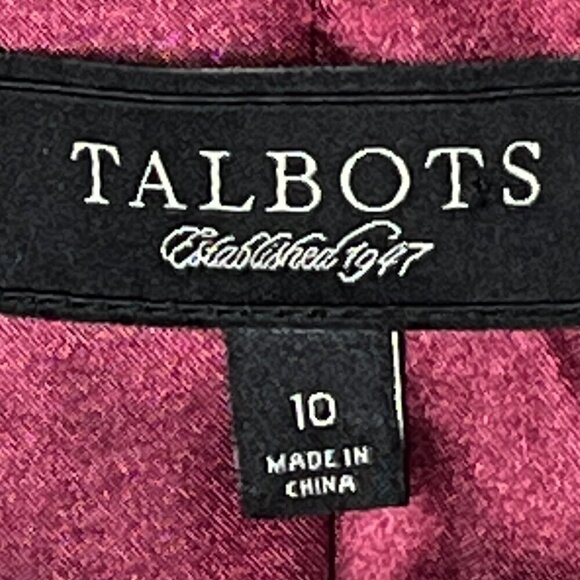 TALBOTS
Established 1947
10
MADE IN
CHINA